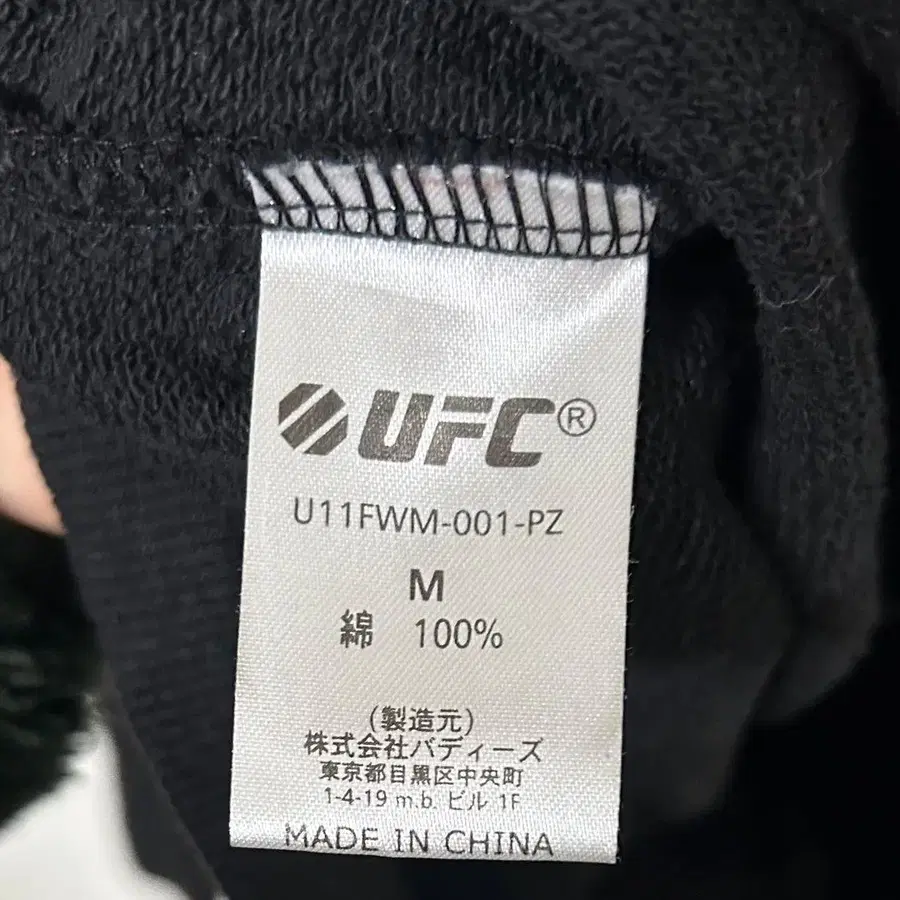 UFC®
U11FWM-001-PZ
M
綿 100%
(製造元)
株式会社バディーズ
東京都目黒区中央町
1-4-19 m.b. ビル 1F
MADE IN CHINA